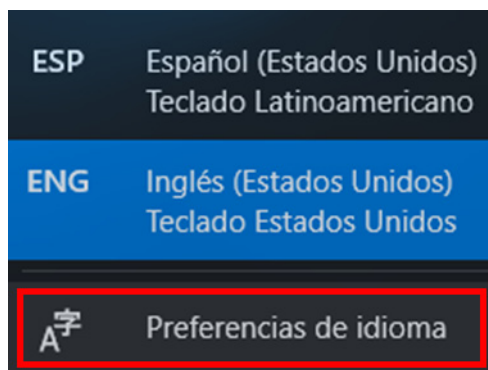 ESP Español (Estados Unidos)
Teclado Latinoamericano
ENG Inglés (Estados Unidos)
Teclado Estados Unidos
A字 Preferencias de idioma